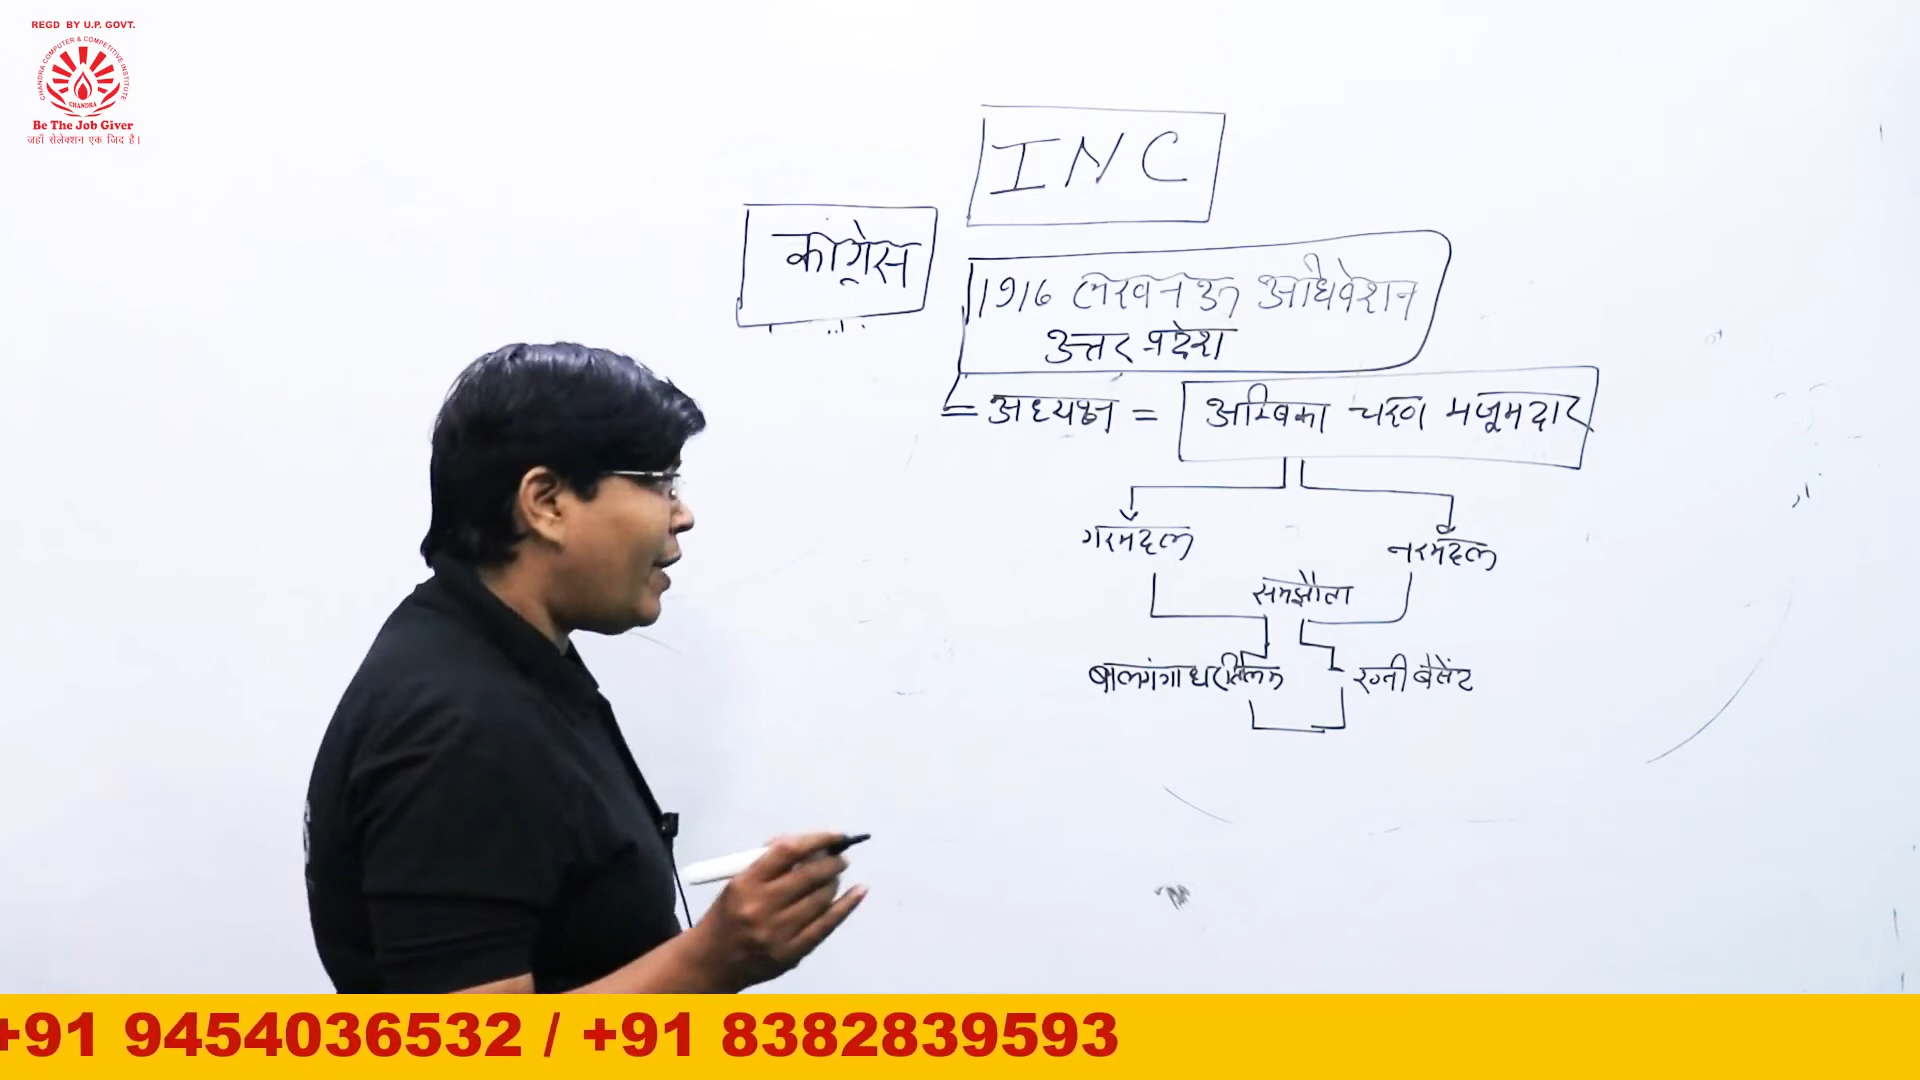 REGD BY U.P. GOVT.
CHANDRA COMPUTER & COMPETITIVE INSTITUTE
CHANDRA
Be The Job Giver
जहाँ सेलेक्शन एक जिद है।
INC
कांग्रेस
1916 लखनऊ अधिवेशन
उत्तर प्रदेश
= अध्यक्ष = अम्बिका चरण मजूमदार
गरमदल नरमदल
समझौता
बालगंगाधर तिलक एनी बेसेंट
+91 9454036532 / +91 8382839593